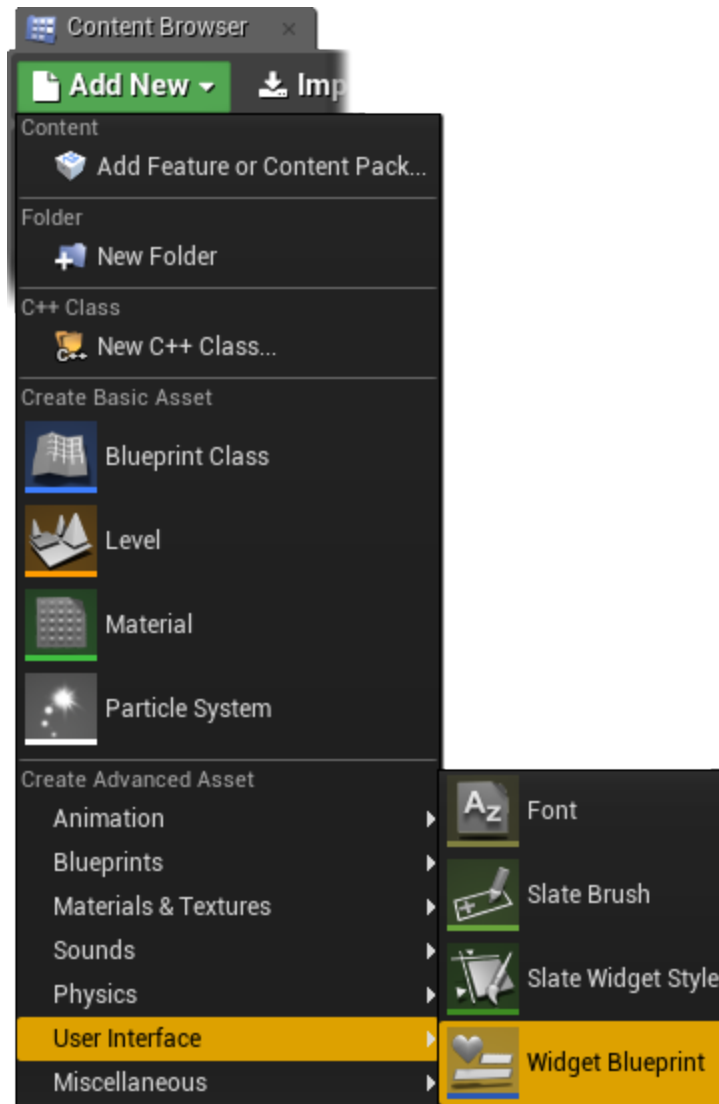 Content Browser
Add New
Imp
Content
Add Feature or Content Pack...
Folder
New Folder
C++ Class
C++
New C++ Class...
Create Basic Asset
Blueprint Class
Level
Material
Particle System
Create Advanced Asset
Animation
Blueprints
Materials & Textures
Sounds
Physics
User Interface
Miscellaneous
Az
Font
Slate Brush
Slate Widget Style
Widget Blueprint